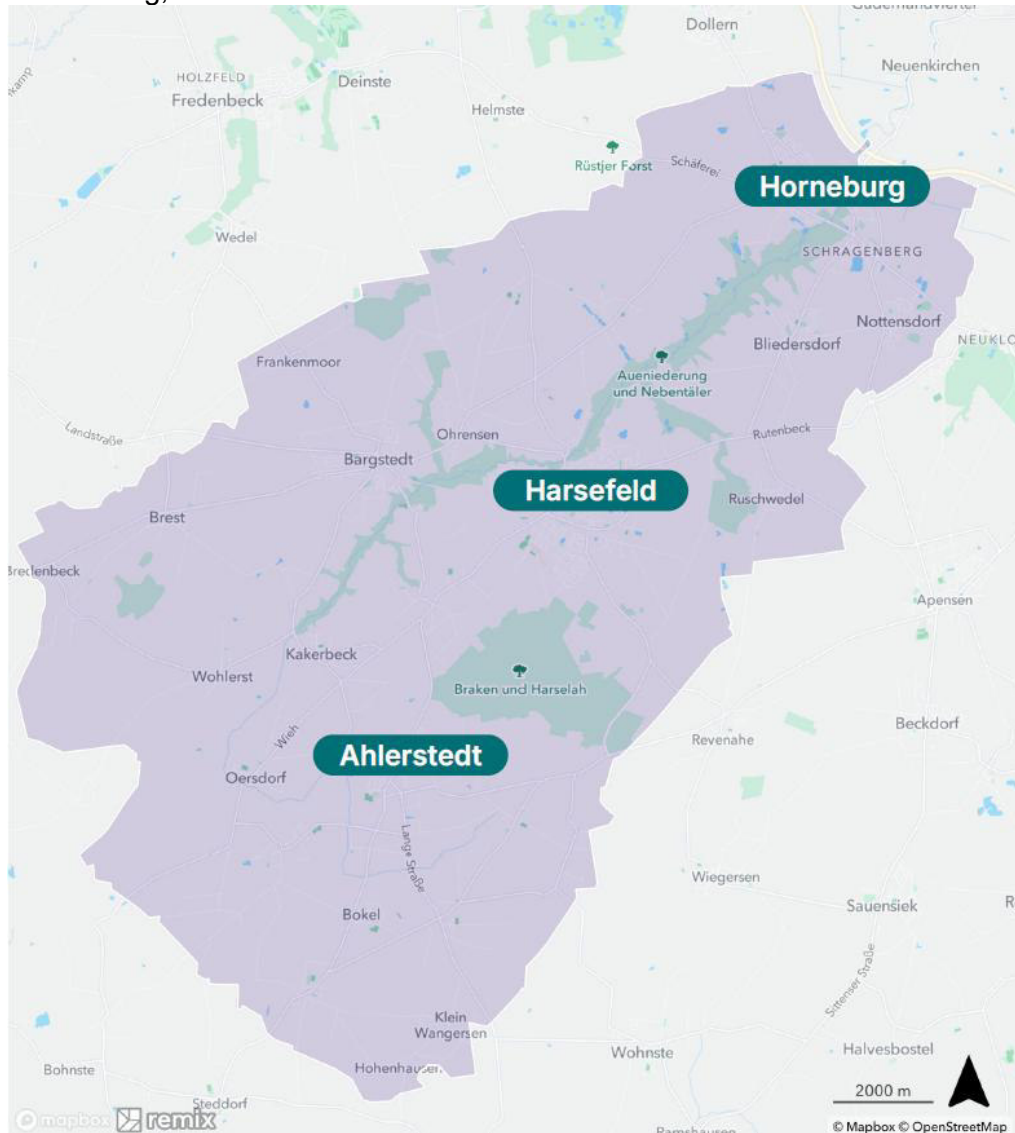 Dollern
Neuenkirchen
HOLZFELD
Fredenbeck
Deinste
Helmste
Rüstjer Forst
Schäferei
Horneburg
Wedel
SCHRAGENBERG
Nottensdorf
Bliedersdorf
Frankenmoor
Aueniederung
und Nebentäler
Landstraße
Ohrensen
Rutenbeck
Bargstedt
Harsefeld
Ruschwedel
Brest
Bredenbeck
Apensen
Kakerbeck
Wohlerst
Braken und Harselah
Beckdorf
Revenahe
Wieh
Ahlerstedt
Oersdorf
Lange Straße
Wiegersen
Sauensiek
Bokel
Sittenser Straße
Klein
Wangersen
Wohnste
Halvesbostel
Bohnste
Hohenhausen
2000 m
Steddorf
mapbox remix
© Mapbox © OpenStreetMap